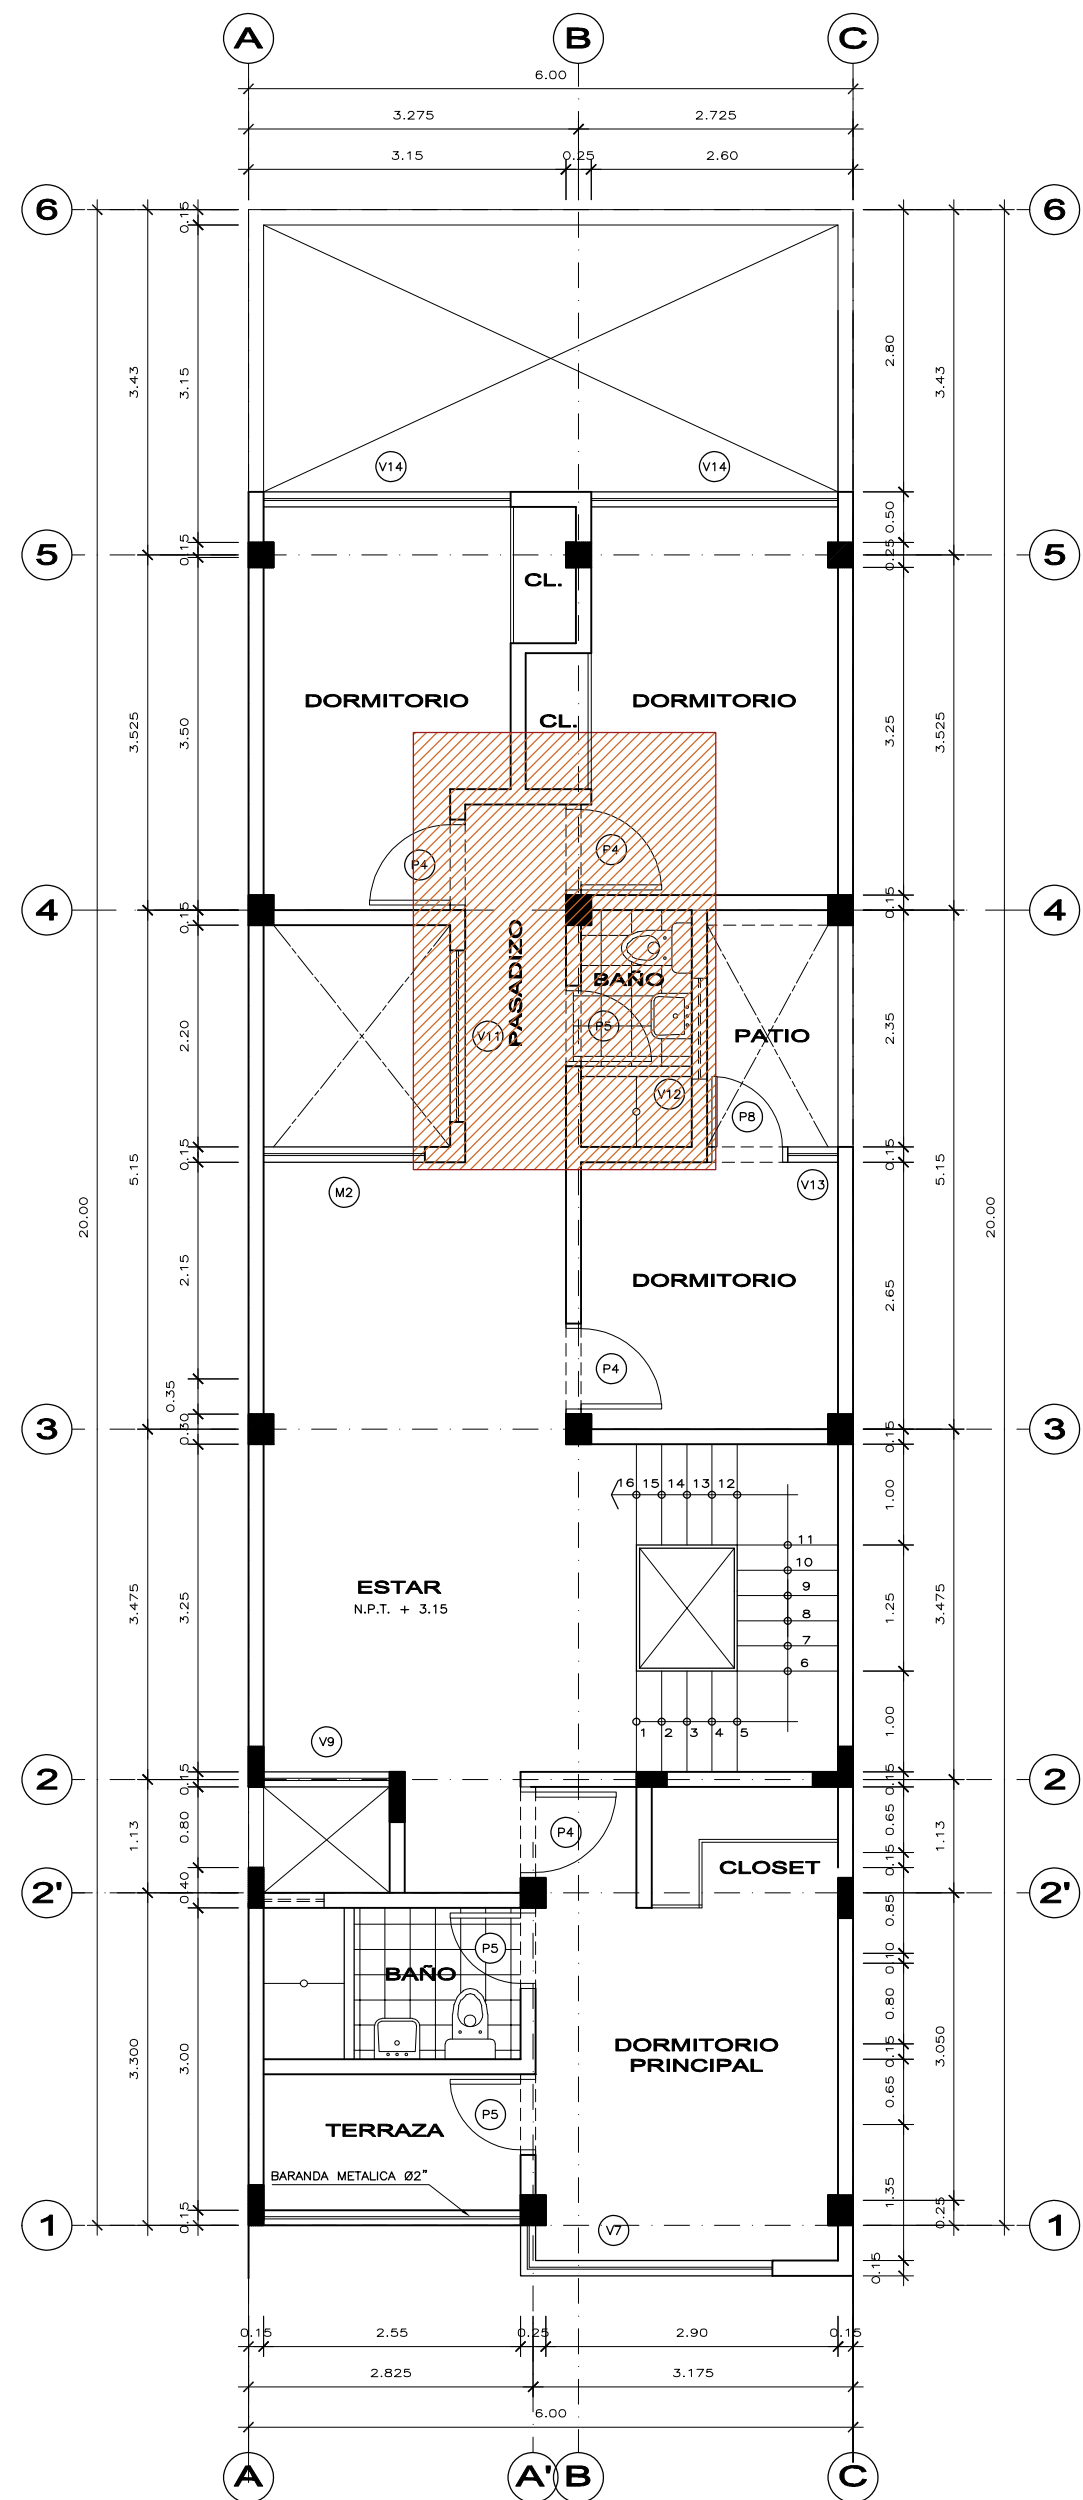 A B C
6.00
3.275 2.725
3.15 0.25 2.60
6 6
0.15
3.43 3.15 2.80 3.43
V14 V14
0.50
5 0.15 0.25 5
CL.
DORMITORIO DORMITORIO
CL.
3.525 3.50 3.25 3.525
P4 P4
4 0.15 0.15 4
PASADIZO
BAÑO
P5
V11
PATIO
2.20 2.35
V12
P8
0.15 0.15
5.15 5.15
M2 V13
20.00 20.00
2.15 2.65
DORMITORIO
P4
0.35
3 0.30 0.15 3
16 15 14 13 12
1.00
11
10
9
8
7
6
ESTAR
N.P.T. + 3.15
3.475 3.25 1.25 3.475
1 2 3 4 5
1.00
V9
2 0.15 0.15 2
1.13 0.80 0.65 1.13
P4
CLOSET
0.15
2' 0.40 2'
0.85
P5
BAÑO
0.10
0.80
DORMITORIO
PRINCIPAL
3.300 3.00 0.15 3.050
0.65
P5
TERRAZA
BARANDA METALICA Ø2"
1.35
0.25
1 0.15 1
V7
0.15
0.15 2.55 0.25 2.90 0.15
2.825 3.175
6.00
A A' B C